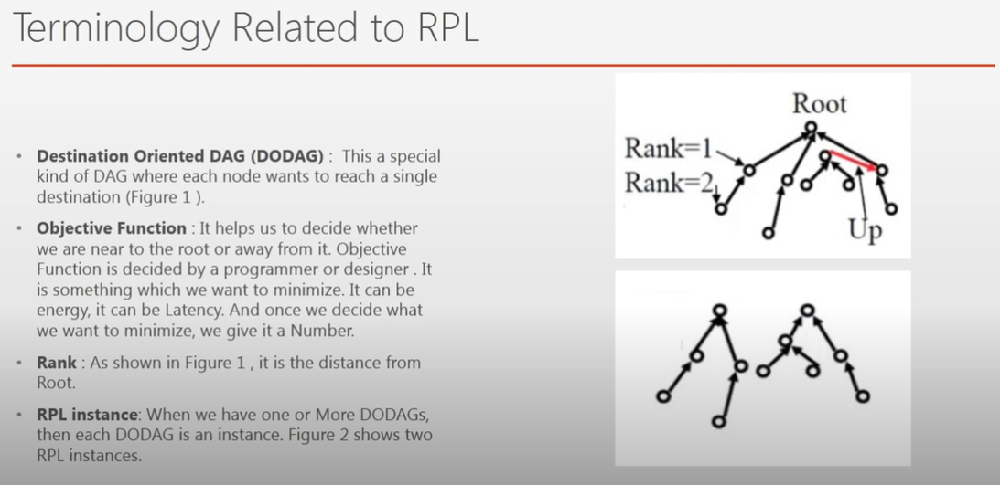 Terminology Related to RPL
• Destination Oriented DAG (DODAG) : This a special
kind of DAG where each node wants to reach a single
destination (Figure 1 ).
• Objective Function : It helps us to decide whether
we are near to the root or away from it. Objective
Function is decided by a programmer or designer . It
is something which we want to minimize. It can be
energy, it can be Latency. And once we decide what
we want to minimize, we give it a Number.
• Rank : As shown in Figure 1 , it is the distance from
Root.
• RPL instance: When we have one or More DODAGs,
then each DODAG is an instance. Figure 2 shows two
RPL instances.
Root
Rank=1
Rank=2
Up